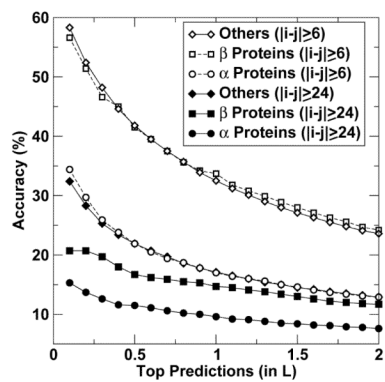 60
50
40
30
20
10
Accuracy (%)
Others (|i-j|≥6)
β Proteins (|i-j|≥6)
α Proteins (|i-j|≥6)
Others (|i-j|≥24)
β Proteins (|i-j|≥24)
α Proteins (|i-j|≥24)
0 0.5 1 1.5 2
Top Predictions (in L)